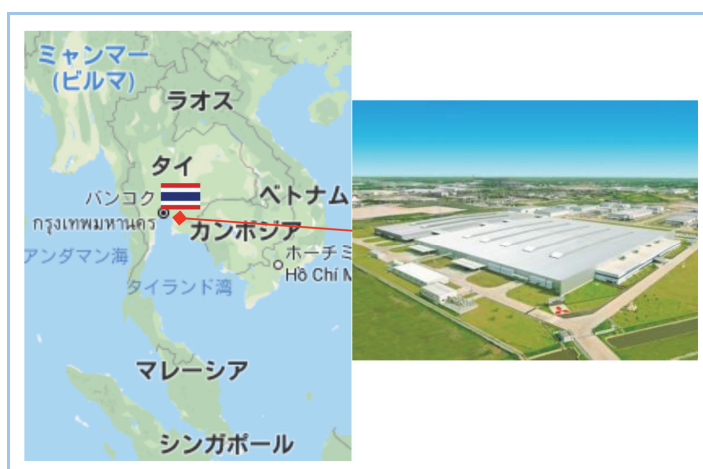 ミャンマー
(ビルマ)
ラオス
タイ
バンコク
กรุงเทพมหานคร
ベトナム
カンボジア
アンダマン海
ホーチミ
Hồ Chí M
タイランド湾
マレーシア
シンガポール